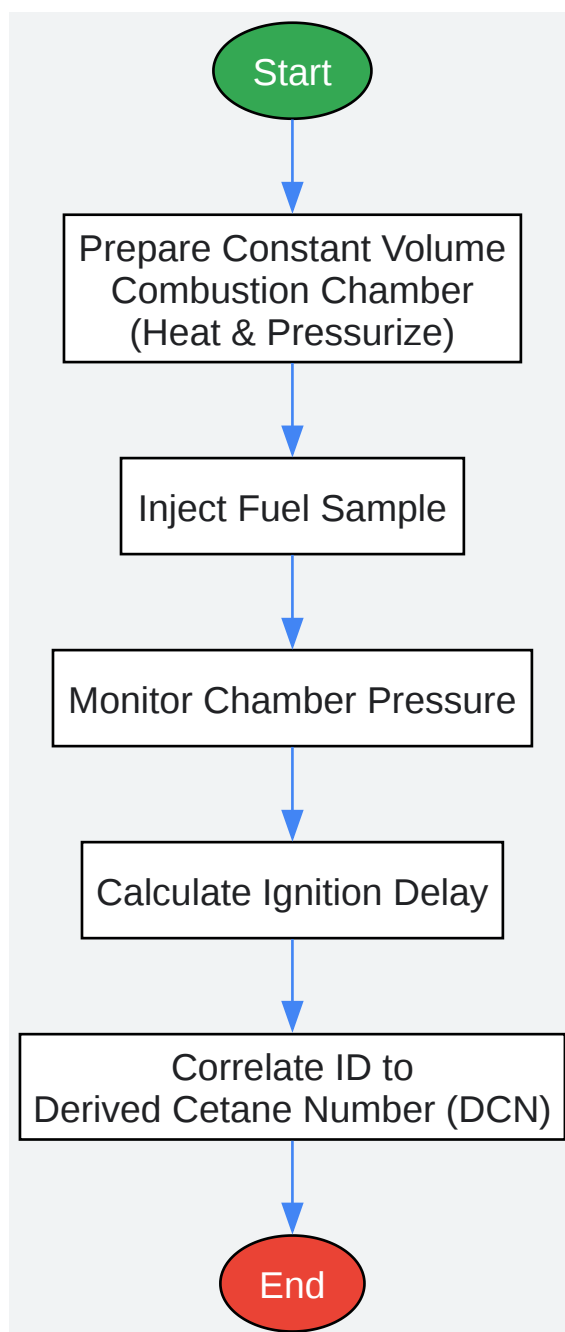 Start
Prepare Constant Volume
Combustion Chamber
(Heat & Pressurize)
Inject Fuel Sample
Monitor Chamber Pressure
Calculate Ignition Delay
Correlate ID to
Derived Cetane Number (DCN)
End